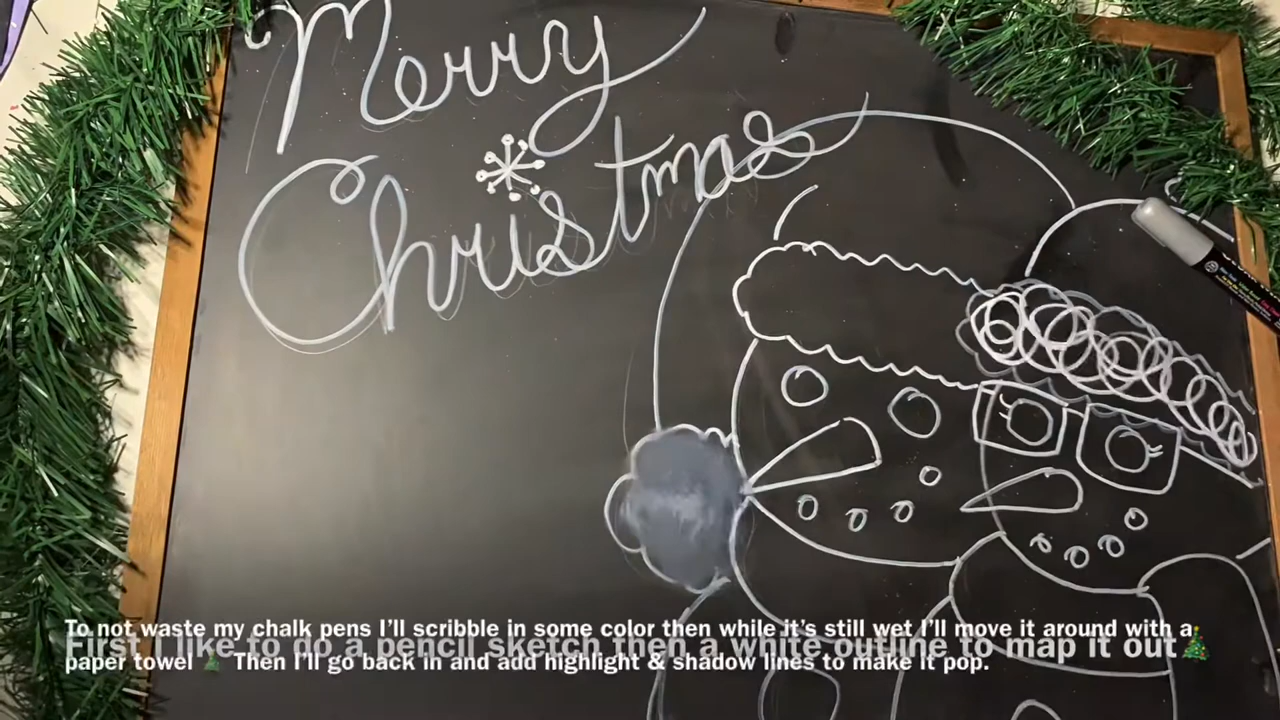 Merry
Christmas
To not waste my chalk pens I'll scribble in some color then while it's still wet I'll move it around with a
First I like to do a pencil sketch then a white outline to map it out🎄
paper towel🎄 Then I'll go back in and add highlight & shadow lines to make it pop.